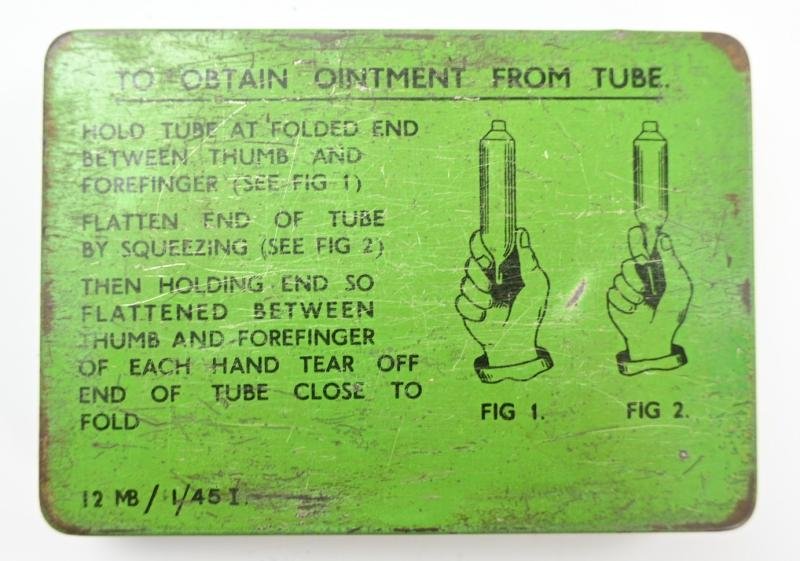 TO OBTAIN OINTMENT FROM TUBE.
HOLD TUBE AT FOLDED END
BETWEEN THUMB AND
FOREFINGER (SEE FIG 1)
FLATTEN END OF TUBE
BY SQUEEZING (SEE FIG 2)
THEN HOLDING END SO
FLATTENED BETWEEN
THUMB AND FOREFINGER
OF EACH HAND TEAR OFF
END OF TUBE CLOSE TO
FOLD
12 MB/ 1/45 I.
FIG 1.
FIG 2.